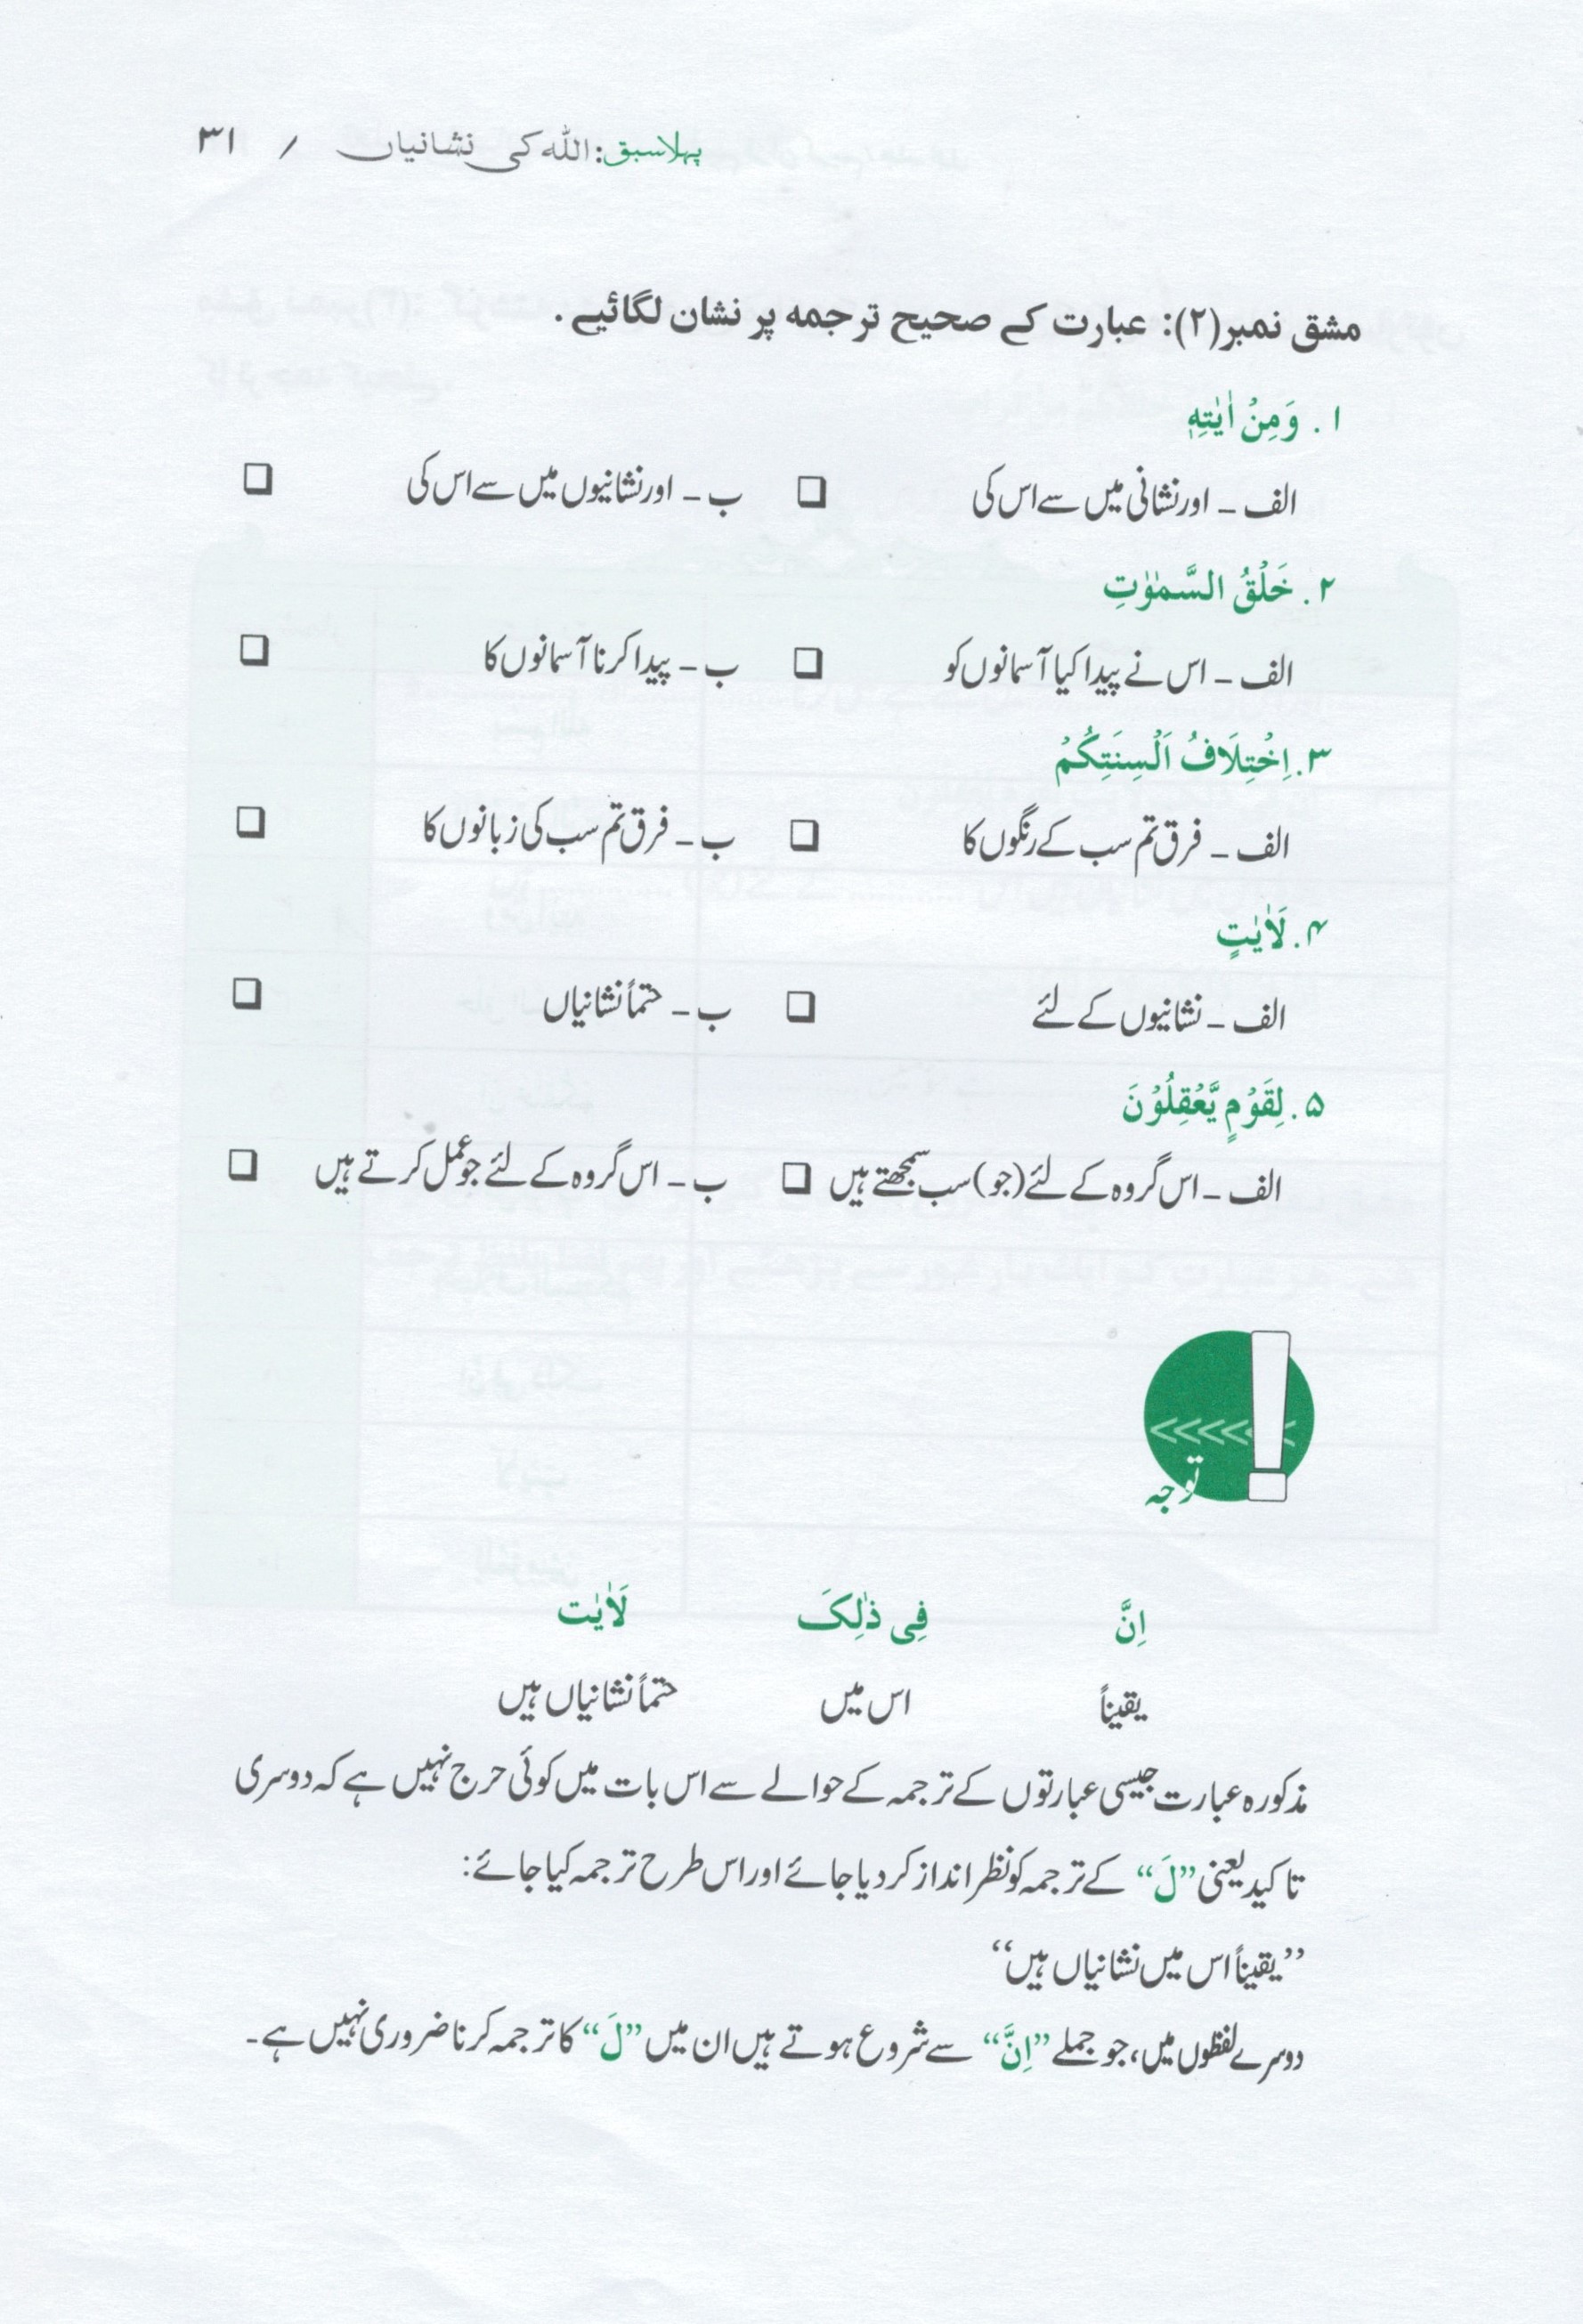 پہلا سبق: اللہ کی نشانیاں / ۳۱
مشق نمبر(۲): عبارت کے صحیح ترجمہ پر نشان لگائیے .
۱. وَمِنْ اٰیٰتِهٖ
الف ۔ اور نشانی میں سے اس کی ❏ ب ۔ اور نشانیوں میں سے اس کی ❏
۲. خَلْقُ السَّمٰوٰتِ
الف ۔ اس نے پیدا کیا آسمانوں کو ❏ ب ۔ پیدا کرنا آسمانوں کا ❏
۳. اِخْتِلَافُ اَلْسِنَتِكُمْ
الف ۔ فرق تم سب کے رنگوں کا ❏ ب ۔ فرق تم سب کی زبانوں کا ❏
۴. لَاٰیٰتٍ
الف ۔ نشانیوں کے لئے ❏ ب ۔ حتماً نشانیاں ❏
۵. لِقَوْمٍ یَّعْقِلُوْنَ
الف ۔ اس گروہ کے لئے (جو) سب سمجھتے ہیں ❏ ب ۔ اس گروہ کے لئے جو عمل کرتے ہیں ❏
توجہ
اِنَّ فِی ذٰلِكَ لَاٰیٰت
یقیناً اس میں حتماً نشانیاں ہیں
مذکورہ عبارت جیسی عبارتوں کے ترجمہ کے حوالے سے اس بات میں کوئی حرج نہیں ہے کہ دوسری
تاکید یعنی ”لَ“ کے ترجمہ کو نظر انداز کر دیا جائے اور اس طرح ترجمہ کیا جائے:
”یقیناً اس میں نشانیاں ہیں“
دوسرے لفظوں میں، جو جملے ”اِنَّ“ سے شروع ہوتے ہیں ان میں ”لَ“ کا ترجمہ کرنا ضروری نہیں ہے۔